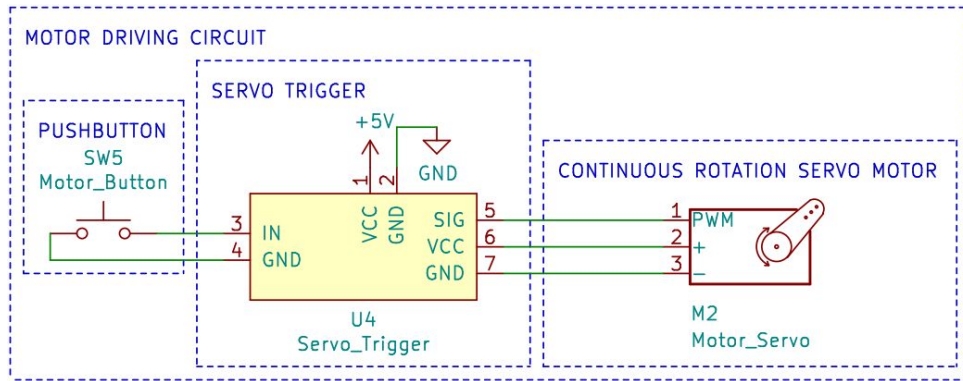 MOTOR DRIVING CIRCUIT
SERVO TRIGGER
PUSHBUTTON
SW5
Motor_Button
+5V
GND
CONTINUOUS ROTATION SERVO MOTOR
1
2
VCC
GND
3
IN
4
GND
SIG
5
VCC
6
GND
7
1
PWM
2
+
3
-
U4
Servo_Trigger
M2
Motor_Servo